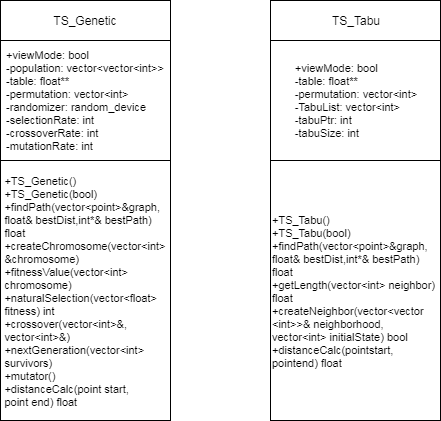 TS_Genetic
+viewMode: bool
-population: vector<vector<int>>
-table: float**
-permutation: vector<int>
-randomizer: random_device
-selectionRate: int
-crossoverRate: int
-mutationRate: int
+TS_Genetic()
+TS_Genetic(bool)
+findPath(vector<point>&graph,
float& bestDist,int*& bestPath)
float
+createChromosome(vector<int>
&chromosome)
+fitnessValue(vector<int>
chromosome)
+naturalSelection(vector<float>
fitness) int
+crossover(vector<int>&,
vector<int>&)
+nextGeneration(vector<int>
survivors)
+mutator()
+distanceCalc(point start,
point end) float
TS_Tabu
+viewMode: bool
-table: float**
-permutation: vector<int>
-TabuList: vector<int>
-tabuPtr: int
-tabuSize: int
+TS_Tabu()
+TS_Tabu(bool)
+findPath(vector<point>&graph,
float& bestDist,int*& bestPath)
float
+getLength(vector<int> neighbor)
float
+createNeighbor(vector<vector
<int>>& neighborhood,
vector<int> initialState) bool
+distanceCalc(pointstart,
pointend) float